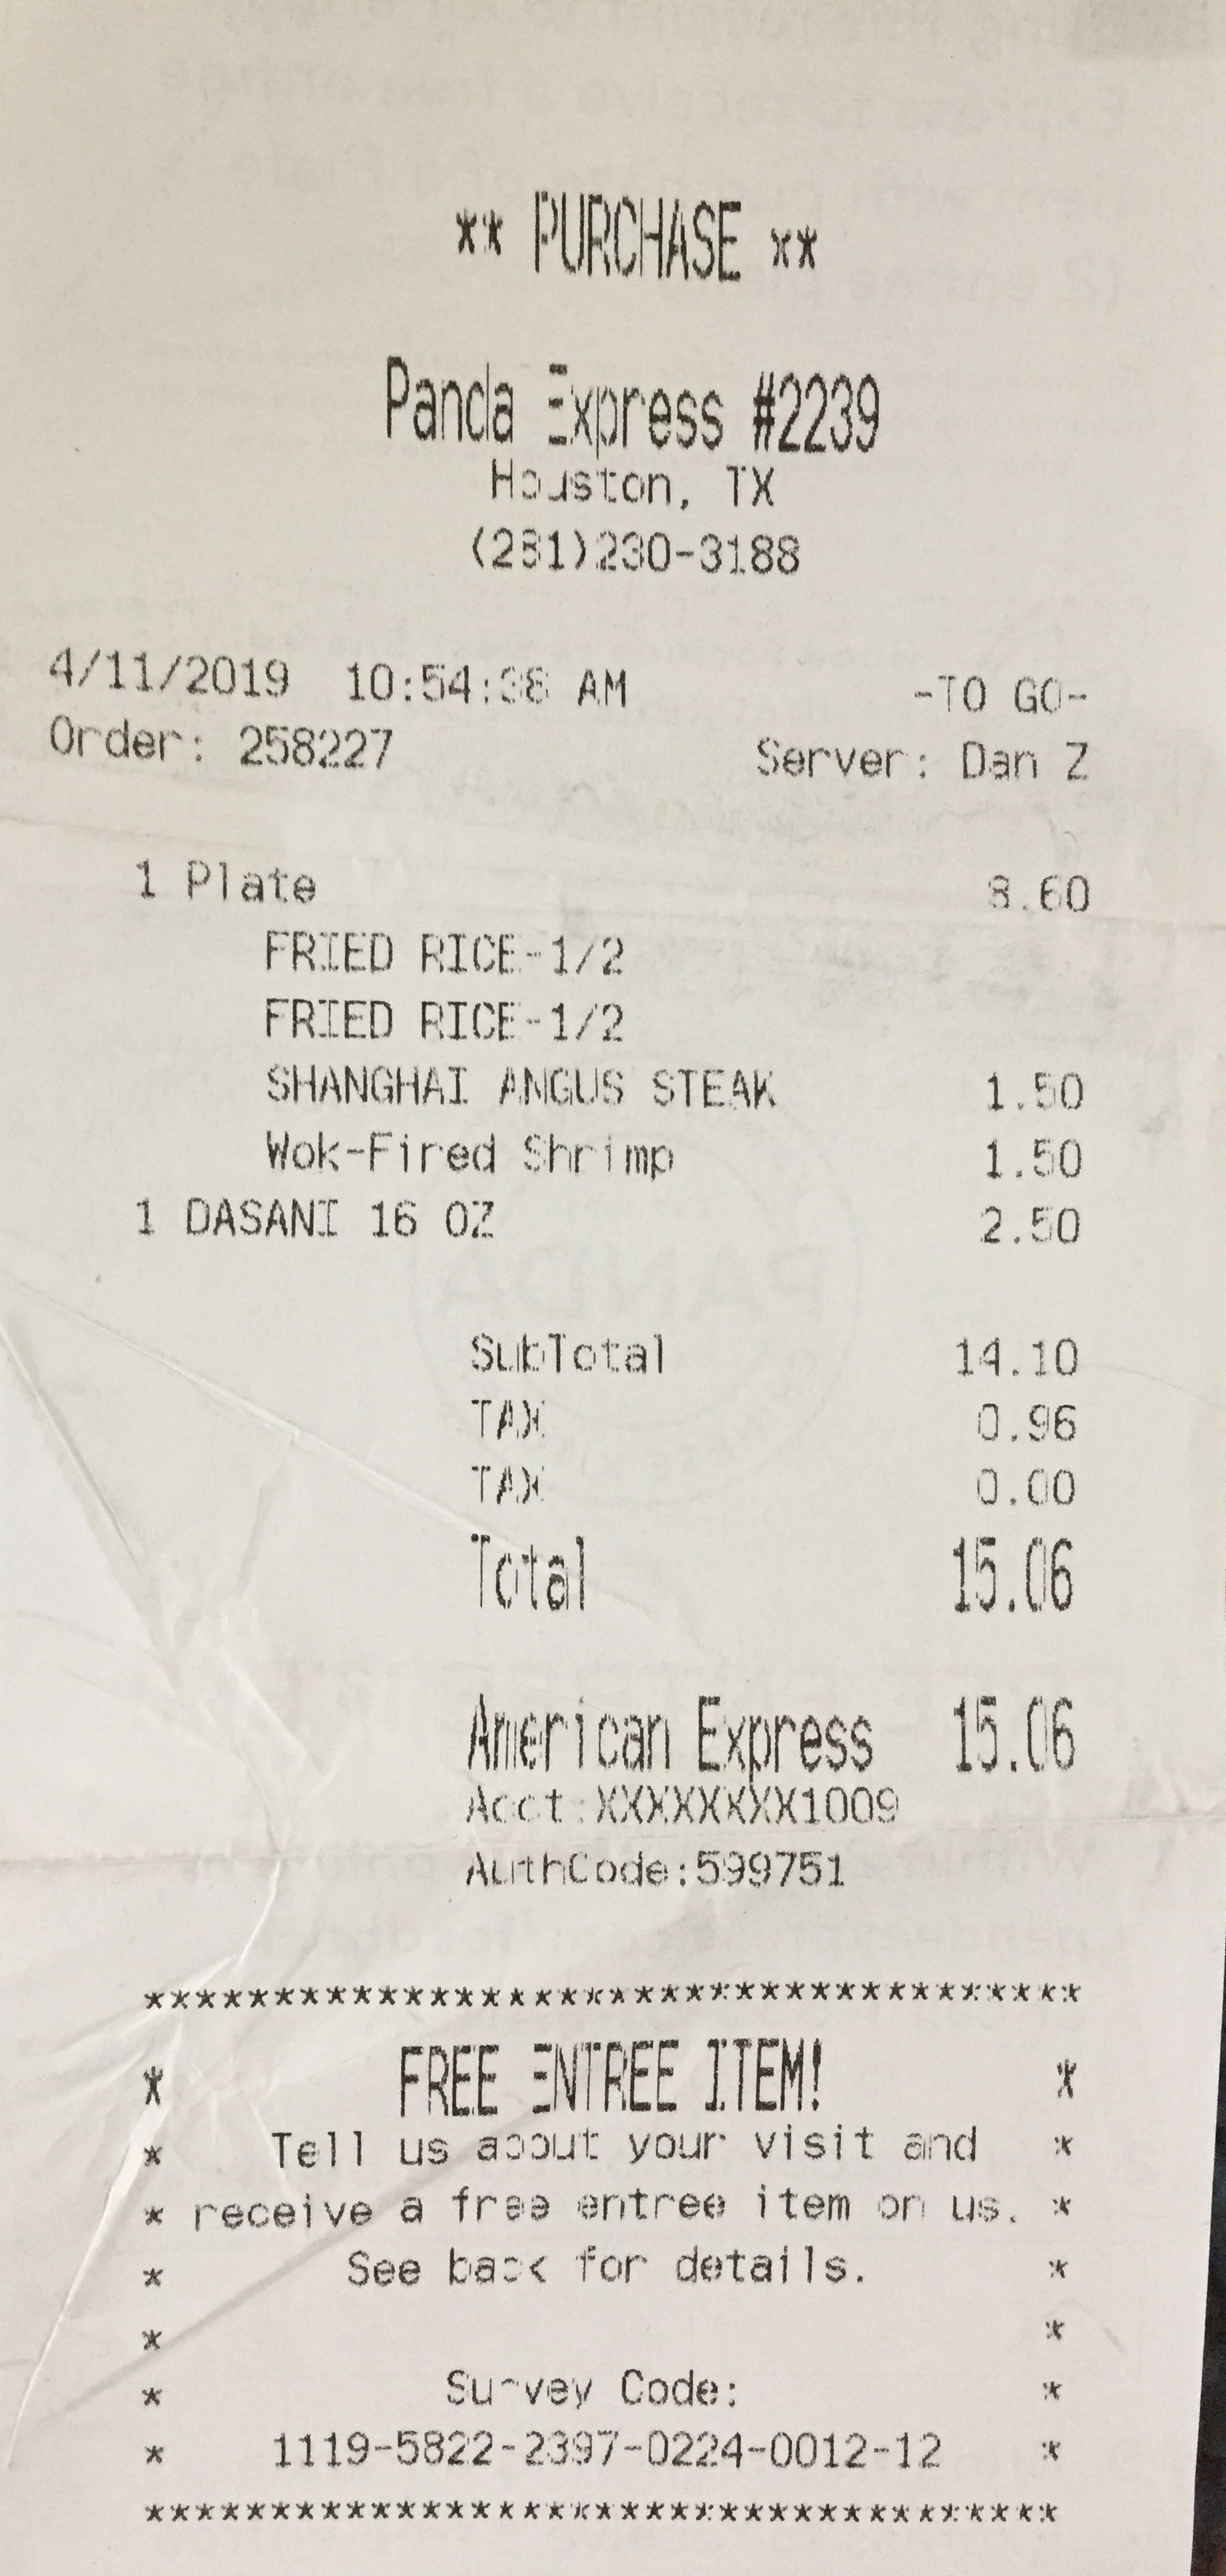 ** PURCHASE **
Panda Express #2239
Houston, TX
(281)230-3188
4/11/2019 10:54:38 AM -TO GO-
Order: 258227 Server: Dan Z
1 Plate 8.60
FRIED RICE-1/2
FRIED RICE-1/2
SHANGHAI ANGUS STEAK 1.50
Wok-Fired Shrimp 1.50
1 DASANI 16 OZ 2.50
SubTotal 14.10
TAX 0.96
TAX 0.00
Total 15.06
American Express 15.06
Acct:XXXXXXXX1009
AuthCode:599751
*************************************
* FREE ENTREE ITEM! *
* Tell us about your visit and *
* receive a free entree item on us. *
* See back for details. *
* *
* Survey Code: *
* 1119-5822-2397-0224-0012-12 *
*************************************